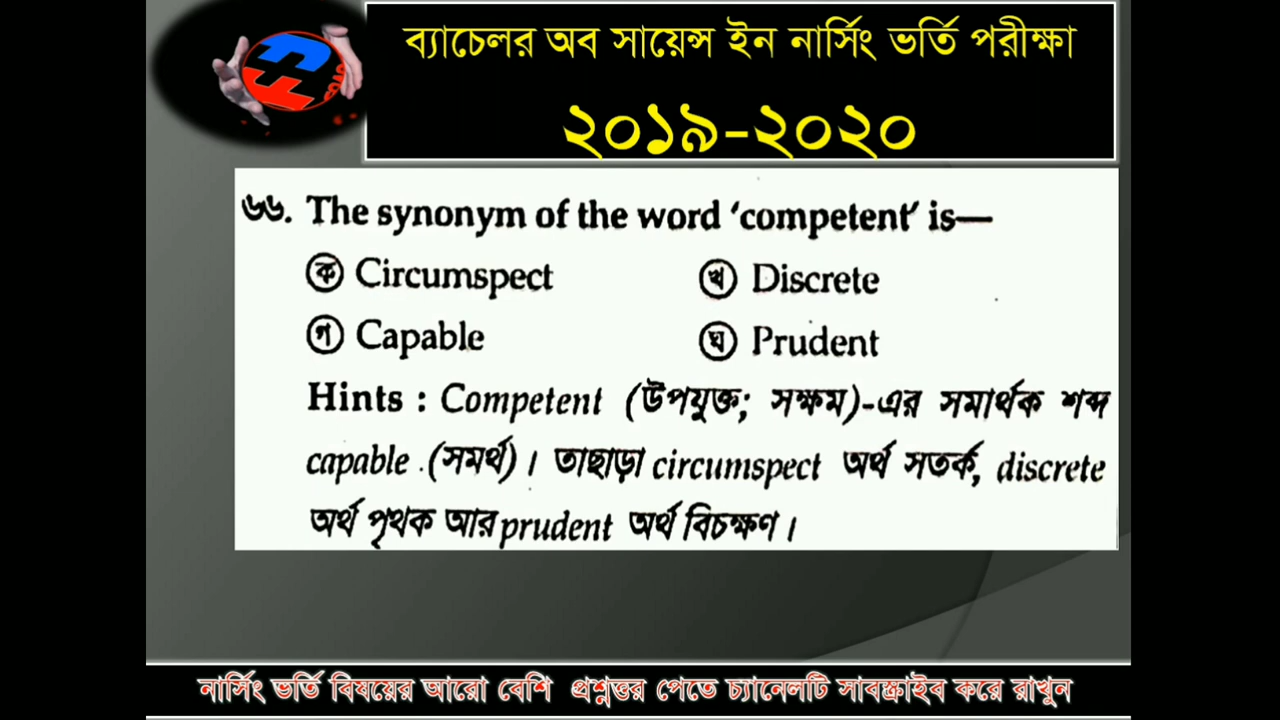 ব্যাচেলর অব সায়েন্স ইন নার্সিং ভর্তি পরীক্ষা
২০১৯-২০২০
৬৬. The synonym of the word ‘competent’ is—
ক Circumspect খ Discrete
গ Capable ঘ Prudent
Hints : Competent (উপযুক্ত; সক্ষম)-এর সমার্থক শব্দ
capable (সমর্থ)। তাছাড়া circumspect অর্থ সতর্ক, discrete
অর্থ পৃথক আর prudent অর্থ বিচক্ষণ।
নার্সিং ভর্তি বিষয়ের আরো বেশি প্রশ্নত্তর পেতে চ্যানেলটি সাবস্ক্রাইব করে রাখুন